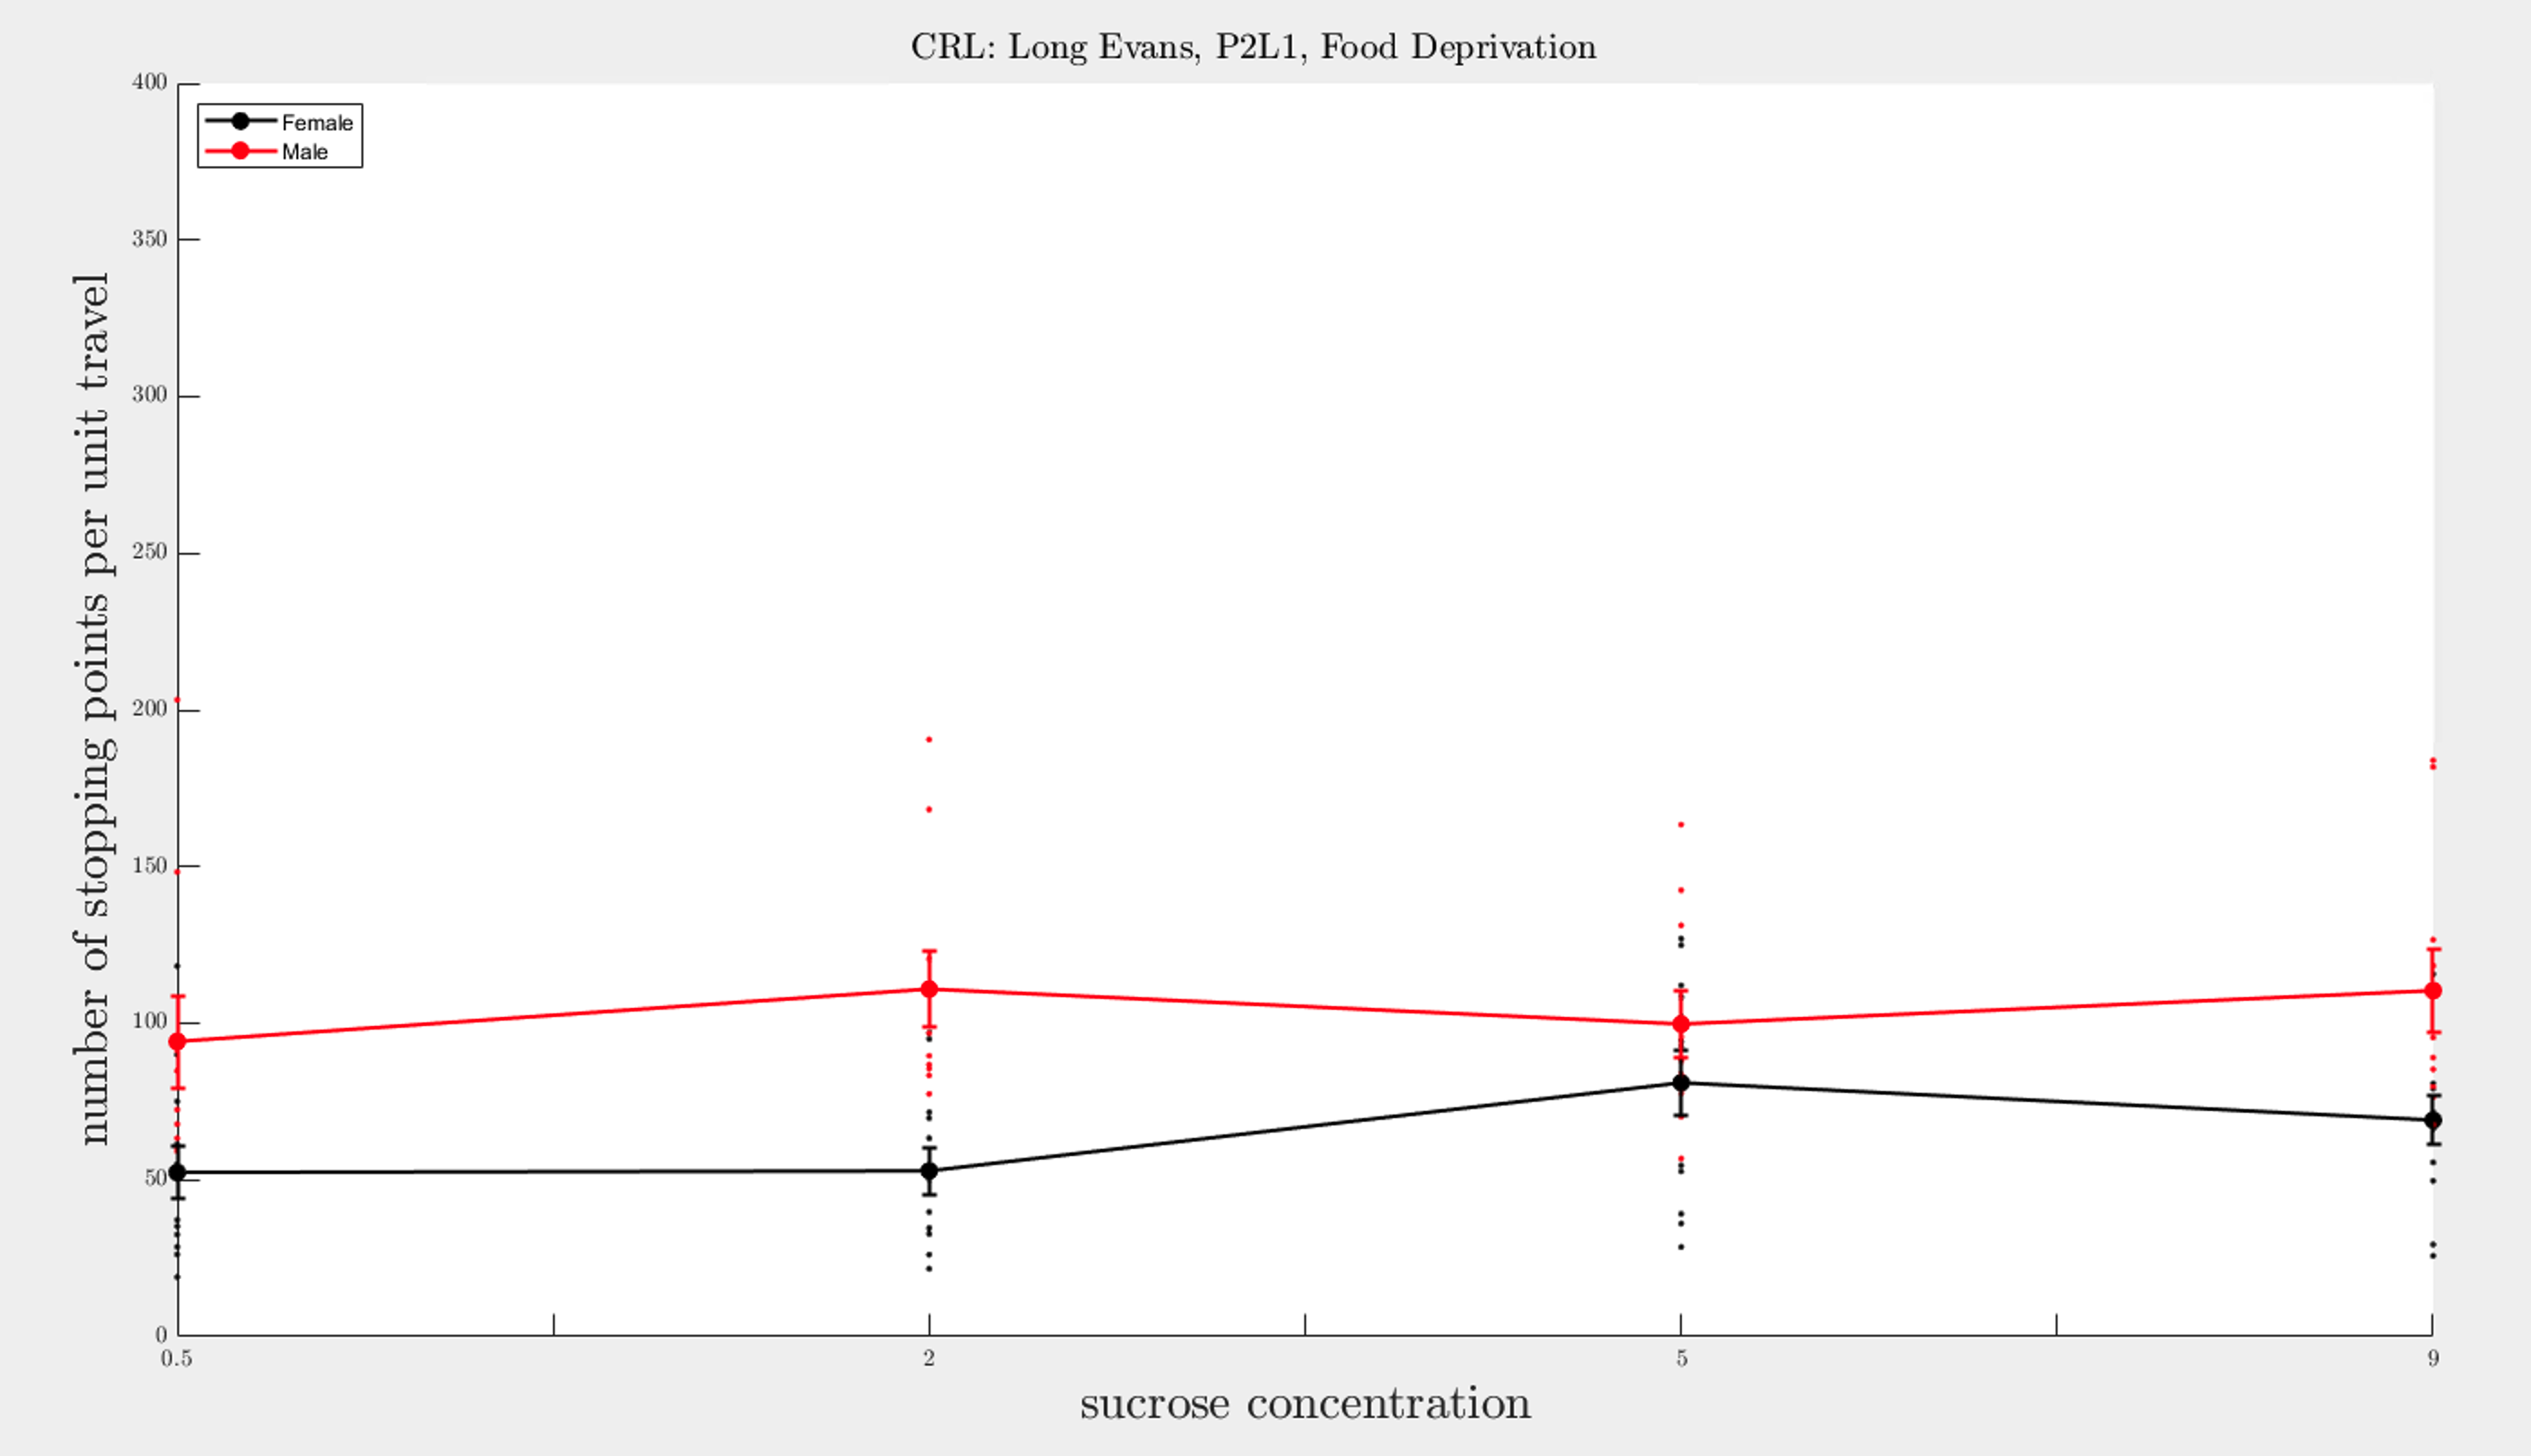 CRL: Long Evans, P2L1, Food Deprivation
400
350
300
250
200
150
100
50
0
Female
Male
number of stopping points per unit travel
0.5 2 5 9
sucrose concentration